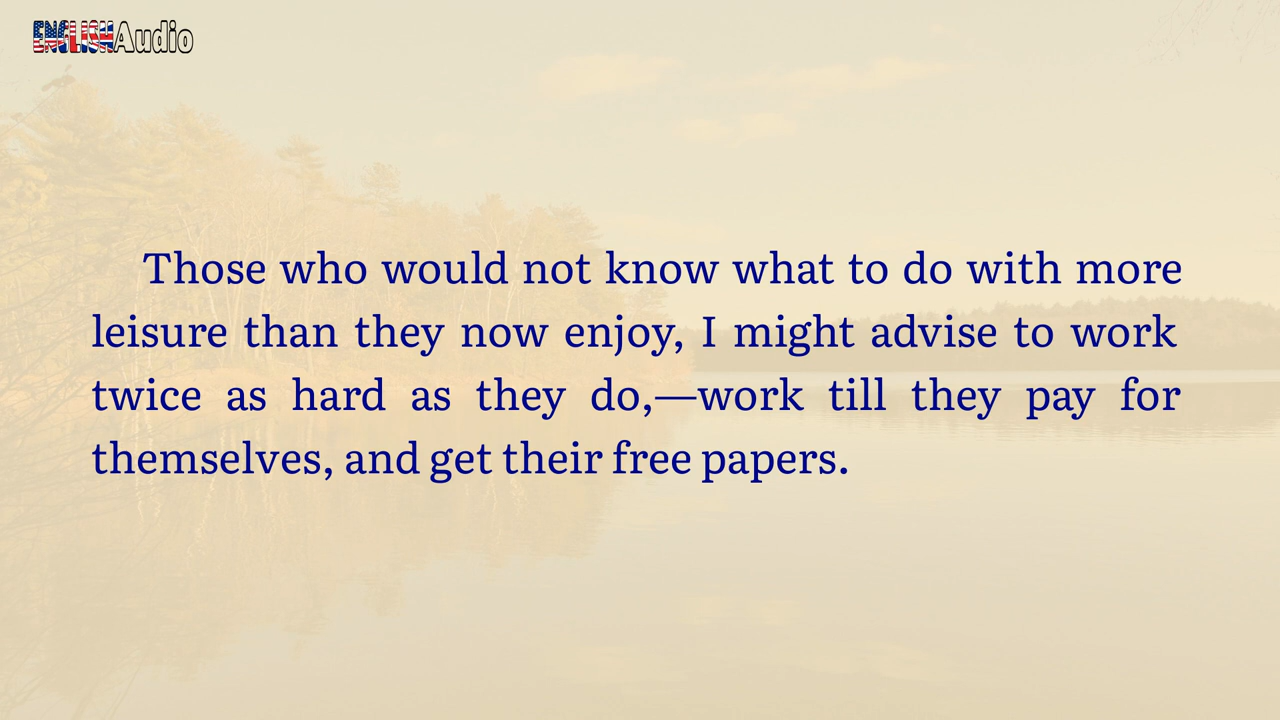 ENGLISHAudio
Those who would not know what to do with more
leisure than they now enjoy, I might advise to work
twice as hard as they do,—work till they pay for
themselves, and get their free papers.